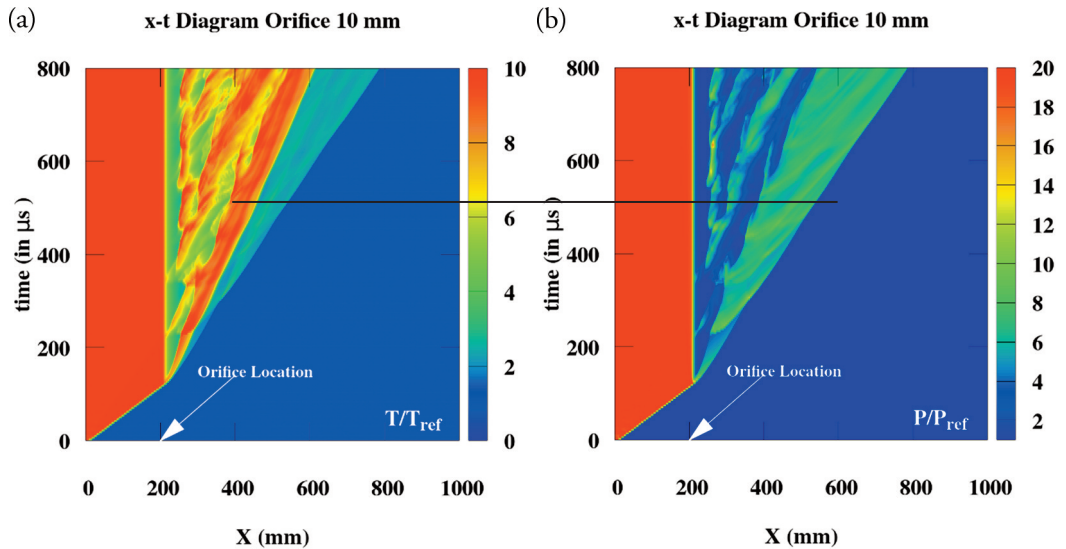 (a)
x-t Diagram Orifice 10 mm
time (in μs)
800
600
400
200
0
0 200 400 600 800 1000
X (mm)
Orifice Location
T/Tref
10
8
6
4
2
0
(b)
x-t Diagram Orifice 10 mm
time (in μs)
800
600
400
200
0
0 200 400 600 800 1000
X (mm)
Orifice Location
P/Pref
20
18
16
14
12
10
8
6
4
2